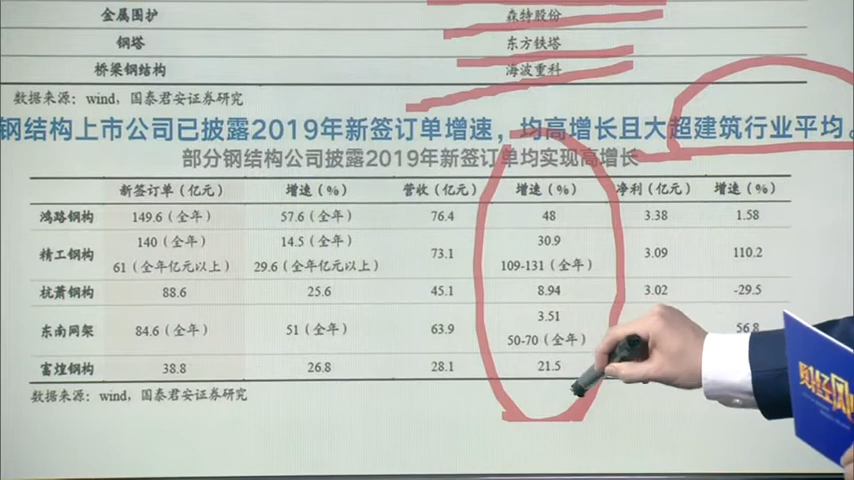 金属围护 森特股份
钢塔 东方铁塔
桥梁钢结构 海波重科
数据来源：wind，国泰君安证券研究
钢结构上市公司已披露2019年新签订单增速，均高增长且大超建筑行业平均。
部分钢结构公司披露2019年新签订单均实现高增长
新签订单（亿元） 增速（%） 营收（亿元） 增速（%） 净利（亿元） 增速（%）
鸿路钢构 149.6（全年） 57.6（全年） 76.4 48 3.38 1.58
精工钢构 140（全年） 14.5（全年） 73.1 30.9 3.09 110.2
61（全年亿元以上） 29.6（全年亿元以上） 109-131（全年）
杭萧钢构 88.6 25.6 45.1 8.94 3.02 -29.5
东南网架 84.6（全年） 51（全年） 63.9 3.51 56.8
50-70（全年）
富煌钢构 38.8 26.8 28.1 21.5
数据来源：wind，国泰君安证券研究
财经风